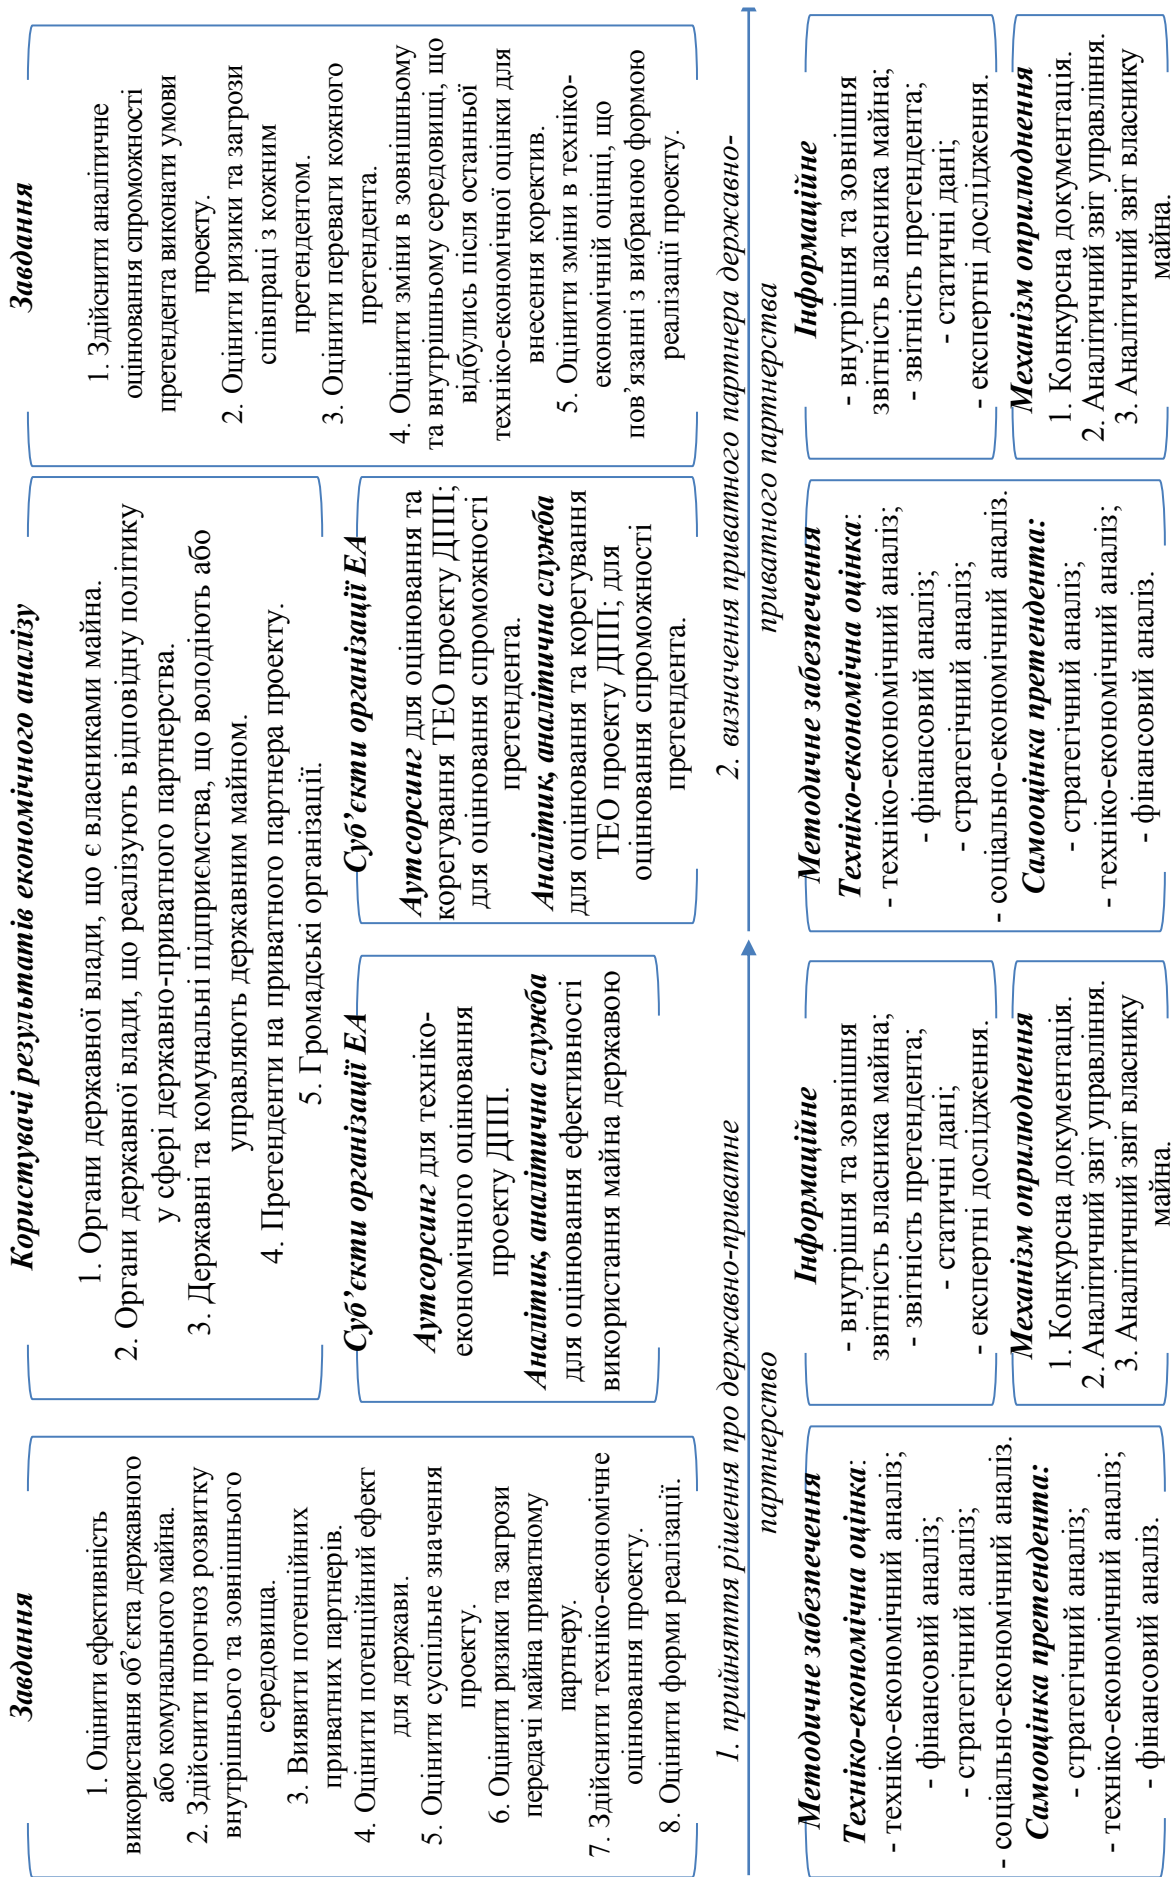 Завдання
1. Оцінити ефективність
використання об’єкта державного
або комунального майна.
2. Здійснити прогноз розвитку
внутрішнього та зовнішнього
середовища.
3. Виявити потенційних
приватних партнерів.
4. Оцінити потенційний ефект
для держави.
5. Оцінити суспільне значення
проекту.
6. Оцінити ризики та загрози
передачі майна приватному
партнеру.
7. Здійснити техніко-економічне
оцінювання проекту.
8. Оцінити форми реалізації.
Користувачі результатів економічного аналізу
1. Органи державної влади, що є власниками майна.
2. Органи державної влади, що реалізують відповідну політику
у сфері державно-приватного партнерства.
3. Державні та комунальні підприємства, що володіють або
управляють державним майном.
4. Претенденти на приватного партнера проекту.
5. Громадські організації.
Суб’єкти організації ЕА
Аутсорсинг для техніко-
економічного оцінювання
проекту ДПП.
Аналітик, аналітична служба
для оцінювання ефективності
використання майна державою
Суб’єкти організації ЕА
Аутсорсинг для оцінювання та
корегування ТЕО проекту ДПП;
для оцінювання спроможності
претендента.
Аналітик, аналітична служба
для оцінювання та корегування
ТЕО проекту ДПП; для
оцінювання спроможності
претендента.
Завдання
1. Здійснити аналітичне
оцінювання спроможності
претендента виконати умови
проекту.
2. Оцінити ризики та загрози
співпраці з кожним
претендентом.
3. Оцінити переваги кожного
претендента.
4. Оцінити зміни в зовнішньому
та внутрішньому середовищі, що
відбулись після останньої
техніко-економічної оцінки для
внесення коректив.
5. Оцінити зміни в техніко-
економічній оцінці, що
пов’язанні з вибраною формою
реалізації проекту.
1. прийняття рішення про державно-приватне
партнерство
2. визначення приватного партнера державно-
приватного партнерства
Методичне забезпечення
Техніко-економічна оцінка:
- техніко-економічний аналіз;
- фінансовий аналіз;
- стратегічний аналіз;
- соціально-економічний аналіз.
Самооцінка претендента:
- стратегічний аналіз;
- техніко-економічний аналіз;
- фінансовий аналіз.
Інформаційне
- внутрішня та зовнішня
звітність власника майна;
- звітність претендента;
- статичні дані;
- експертні дослідження.
Механізм оприлюднення
1. Конкурсна документація.
2. Аналітичний звіт управління.
3. Аналітичний звіт власнику
майна.
Методичне забезпечення
Техніко-економічна оцінка:
- техніко-економічний аналіз;
- фінансовий аналіз;
- стратегічний аналіз;
- соціально-економічний аналіз.
Самооцінка претендента:
- стратегічний аналіз;
- техніко-економічний аналіз;
- фінансовий аналіз.
Інформаційне
- внутрішня та зовнішня
звітність власника майна;
- звітність претендента;
- статичні дані;
- експертні дослідження.
Механізм оприлюднення
1. Конкурсна документація.
2. Аналітичний звіт управління.
3. Аналітичний звіт власнику
майна.